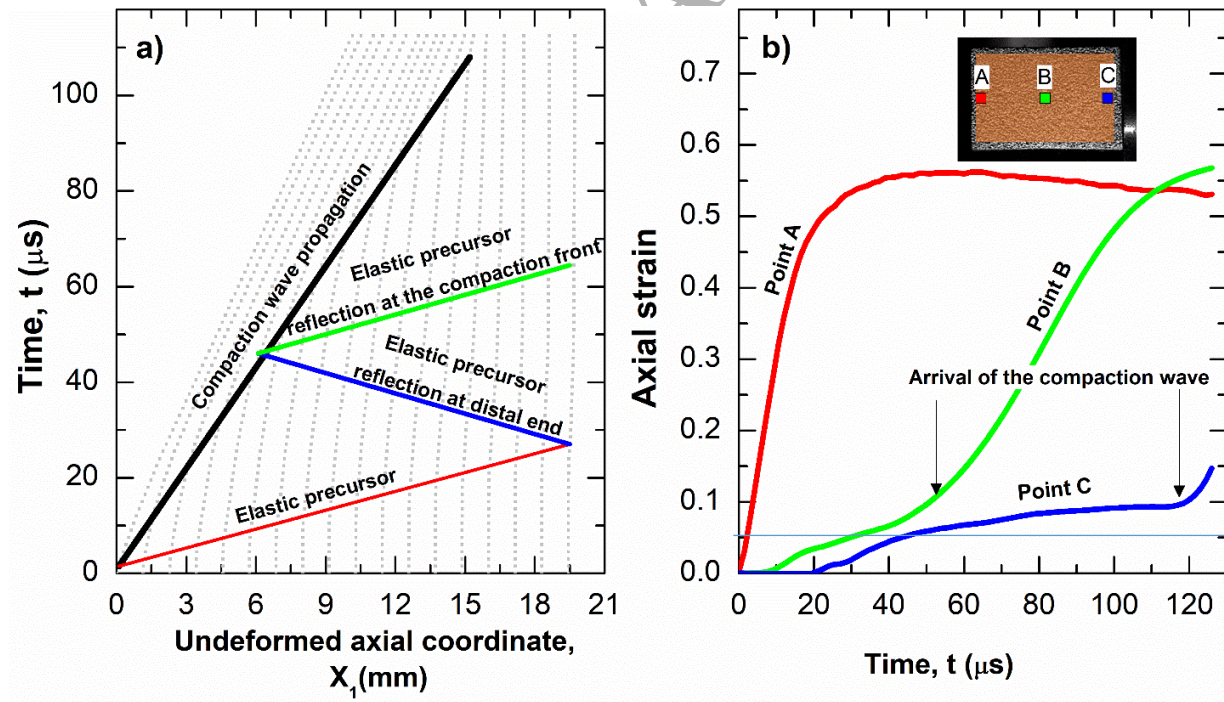 a)
Time, t (μs)
100
80
60
40
20
0
Compaction wave propagation
Elastic precursor
reflection at the compaction front
Elastic precursor
reflection at distal end
Elastic precursor
0 3 6 9 12 15 18 21
Undeformed axial coordinate,
X1(mm)
b)
Axial strain
0.7
0.6
0.5
0.4
0.3
0.2
0.1
0.0
A B C
Point A
Point B
Arrival of the compaction wave
Point C
0 20 40 60 80 100 120
Time, t (μs)